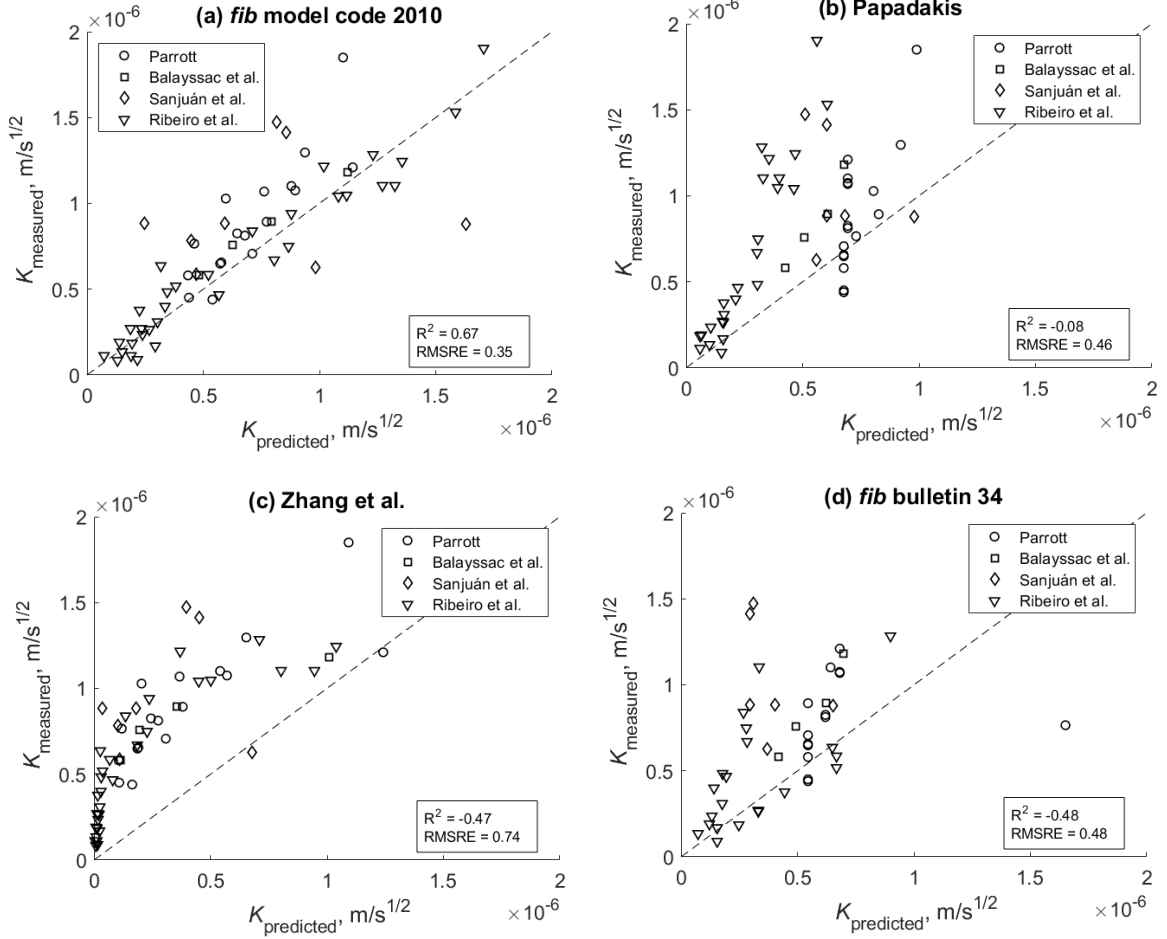 (a) fib model code 2010
× 10⁻⁶
2
1.5
1
0.5
0
K measured, m/s^1/2
Parrott
Balayssac et al.
Sanjuán et al.
Ribeiro et al.
R² = 0.67
RMSRE = 0.35
0 0.5 1 1.5 2
K predicted, m/s^1/2
× 10⁻⁶
(b) Papadakis
× 10⁻⁶
2
1.5
1
0.5
0
K measured, m/s^1/2
Parrott
Balayssac et al.
Sanjuán et al.
Ribeiro et al.
R² = -0.08
RMSRE = 0.46
0 0.5 1 1.5 2
K predicted, m/s^1/2
× 10⁻⁶
(c) Zhang et al.
× 10⁻⁶
2
1.5
1
0.5
0
K measured, m/s^1/2
Parrott
Balayssac et al.
Sanjuán et al.
Ribeiro et al.
R² = -0.47
RMSRE = 0.74
0 0.5 1 1.5 2
K predicted, m/s^1/2
× 10⁻⁶
(d) fib bulletin 34
× 10⁻⁶
2
1.5
1
0.5
0
K measured, m/s^1/2
Parrott
Balayssac et al.
Sanjuán et al.
Ribeiro et al.
R² = -0.48
RMSRE = 0.48
0 0.5 1 1.5 2
K predicted, m/s^1/2
× 10⁻⁶